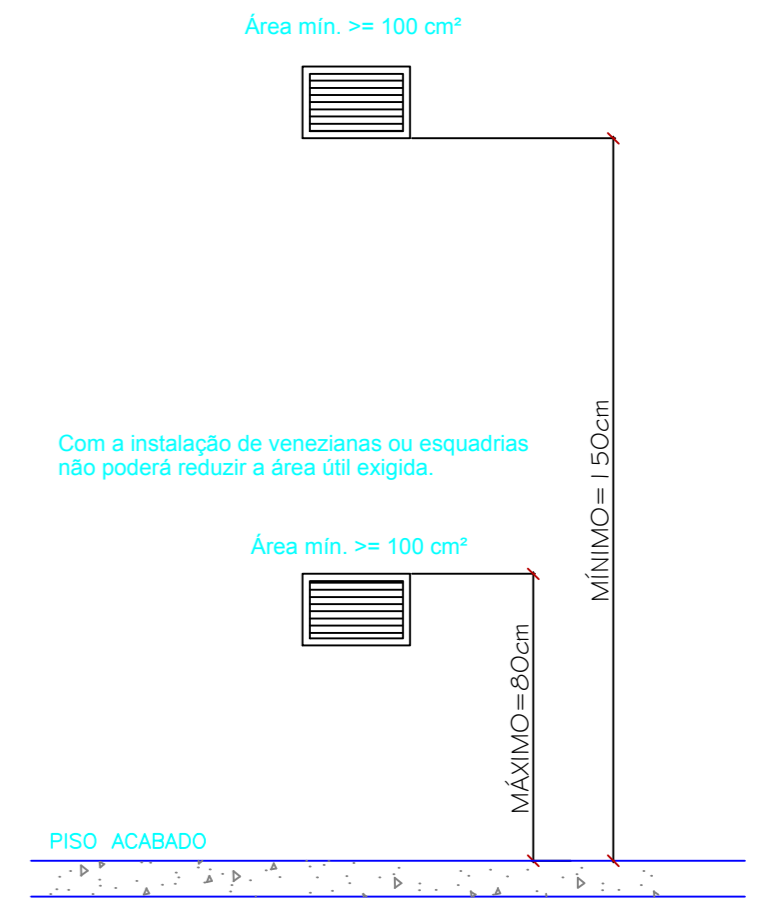 Área mín. >= 100 cm²
Com a instalação de venezianas ou esquadrias
não poderá reduzir a área útil exigida.
MÍNIMO=150cm
Área mín. >= 100 cm²
MÁXIMO=80cm
PISO ACABADO